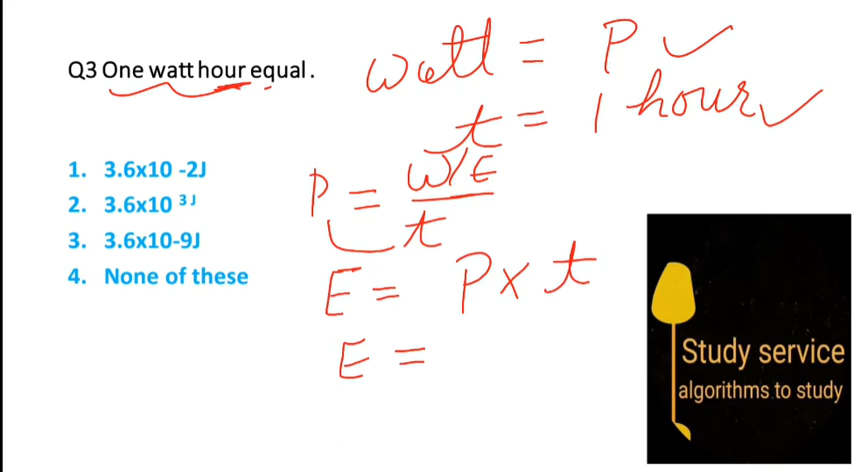 Q3 One watt hour equal.
1. 3.6x10 -2J
2. 3.6x10 ³ᴶ
3. 3.6x10-9J
4. None of these
watt = P ✓
t = 1 hour ✓
P = W/E
t
E = P x t
E =
Study service
algorithms to study